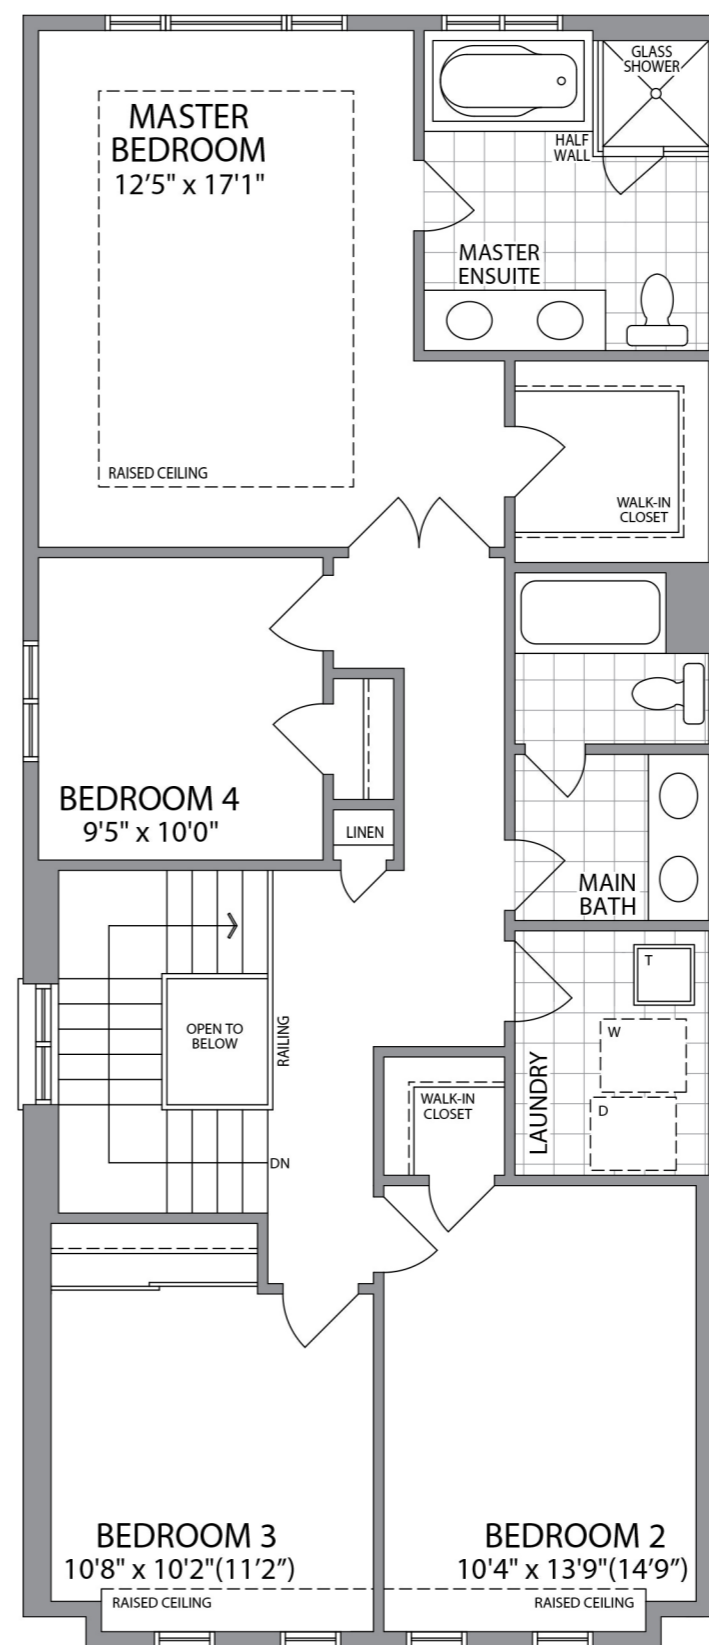 GLASS
SHOWER
MASTER
BEDROOM
12'5" x 17'1"
HALF
WALL
MASTER
ENSUITE
RAISED CEILING
WALK-IN
CLOSET
BEDROOM 4
9'5" x 10'0"
LINEN
MAIN
BATH
T
OPEN TO
BELOW
RAILING
W
D
LAUNDRY
WALK-IN
CLOSET
DN
BEDROOM 3
10'8" x 10'2"(11’2”)
RAISED CEILING
BEDROOM 2
10'4" x 13'9"(14’9”)
RAISED CEILING